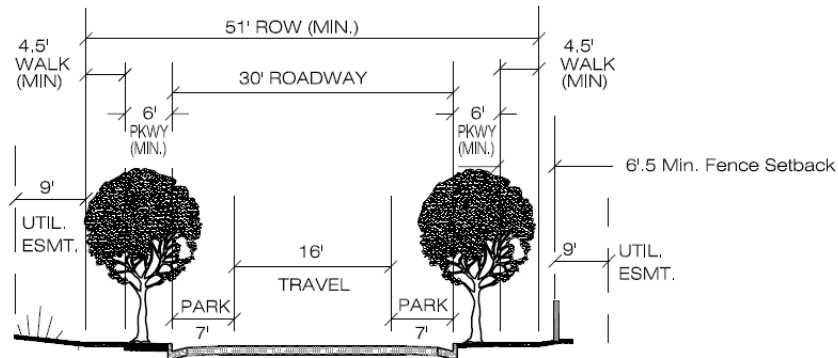 51' ROW (MIN.)
4.5'
WALK
(MIN)
4.5'
WALK
(MIN)
30' ROADWAY
6'
PKWY
(MIN.)
6'
PKWY
(MIN.)
6'.5 Min. Fence Setback
9'
UTIL.
ESMT.
16'
TRAVEL
9'
UTIL.
ESMT.
PARK
7'
PARK
7'